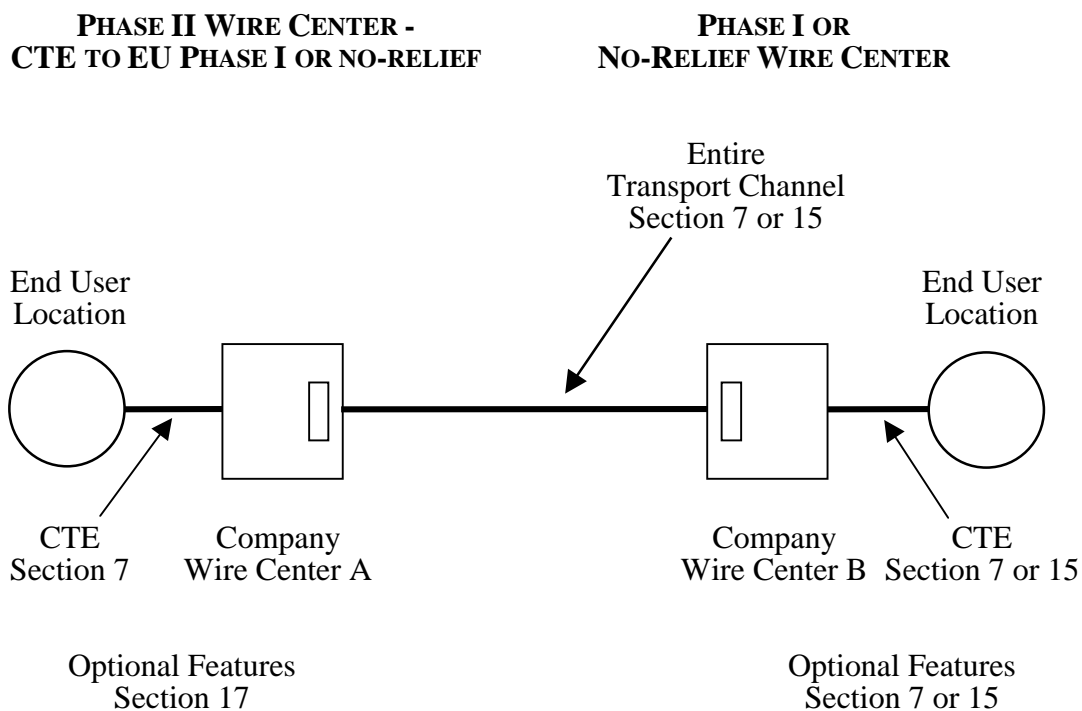 PHASE II WIRE CENTER -
CTE TO EU PHASE I OR NO-RELIEF
PHASE I OR
NO-RELIEF WIRE CENTER
Entire
Transport Channel
Section 7 or 15
End User
Location
End User
Location
CTE
Section 7
Company
Wire Center A
Company
Wire Center B
CTE
Section 7 or 15
Optional Features
Section 17
Optional Features
Section 7 or 15